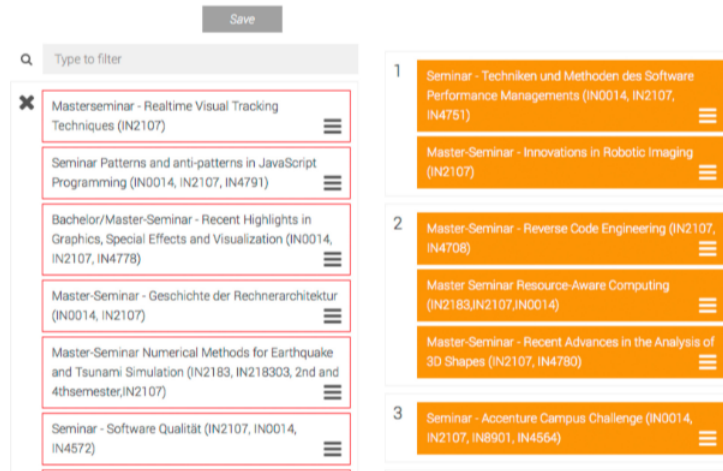 Save
Type to filter
Masterseminar - Realtime Visual Tracking
Techniques (IN2107)
Seminar Patterns and anti-patterns in JavaScript
Programming (IN0014, IN2107, IN4791)
Bachelor/Master-Seminar - Recent Highlights in
Graphics, Special Effects and Visualization (IN0014,
IN2107, IN4778)
Master-Seminar - Geschichte der Rechnerarchitektur
(IN0014, IN2107)
Master-Seminar Numerical Methods for Earthquake
and Tsunami Simulation (IN2183, IN218303, 2nd and
4thsemester,IN2107)
Seminar - Software Qualität (IN2107, IN0014,
IN4572)
1
Seminar - Techniken und Methoden des Software
Performance Managements (IN0014, IN2107,
IN4751)
Master-Seminar - Innovations in Robotic Imaging
(IN2107)
2
Master-Seminar - Reverse Code Engineering (IN2107,
IN4708)
Master Seminar Resource-Aware Computing
(IN2183,IN2107,IN0014)
Master-Seminar - Recent Advances in the Analysis of
3D Shapes (IN2107, IN4780)
3
Seminar - Accenture Campus Challenge (IN0014,
IN2107, IN8901, IN4564)